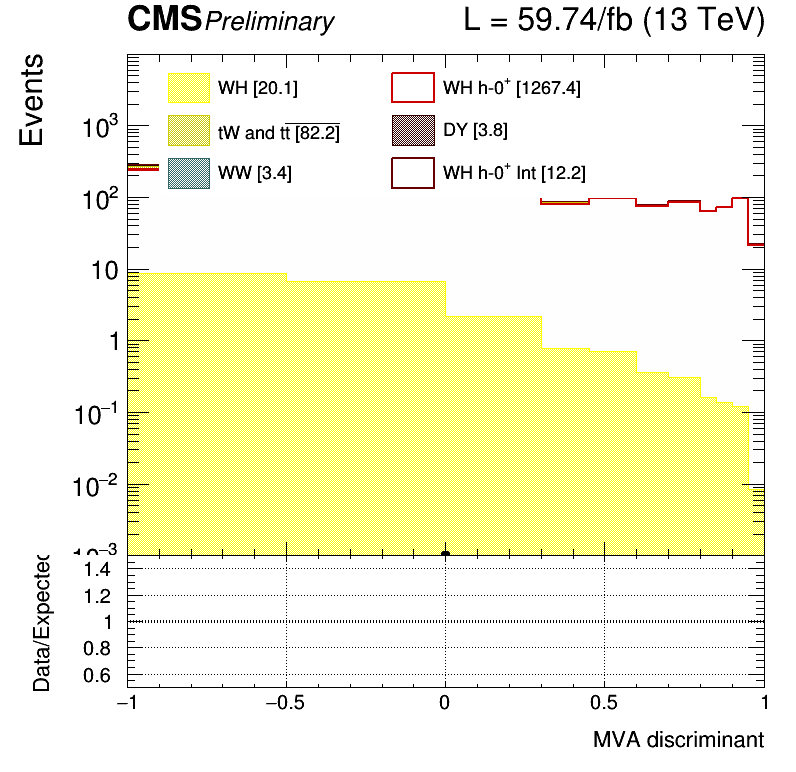 CMS Preliminary L = 59.74/fb (13 TeV)
Events
WH [20.1] WH h-0⁺ [1267.4]
tW and tt̅ [82.2] DY [3.8]
WW [3.4] WH h-0⁺ Int [12.2]
10³
10²
10
1
10⁻¹
10⁻²
10⁻³
Data/Expected
1.4
1.2
1
0.8
0.6
−1 −0.5 0 0.5 1
MVA discriminant